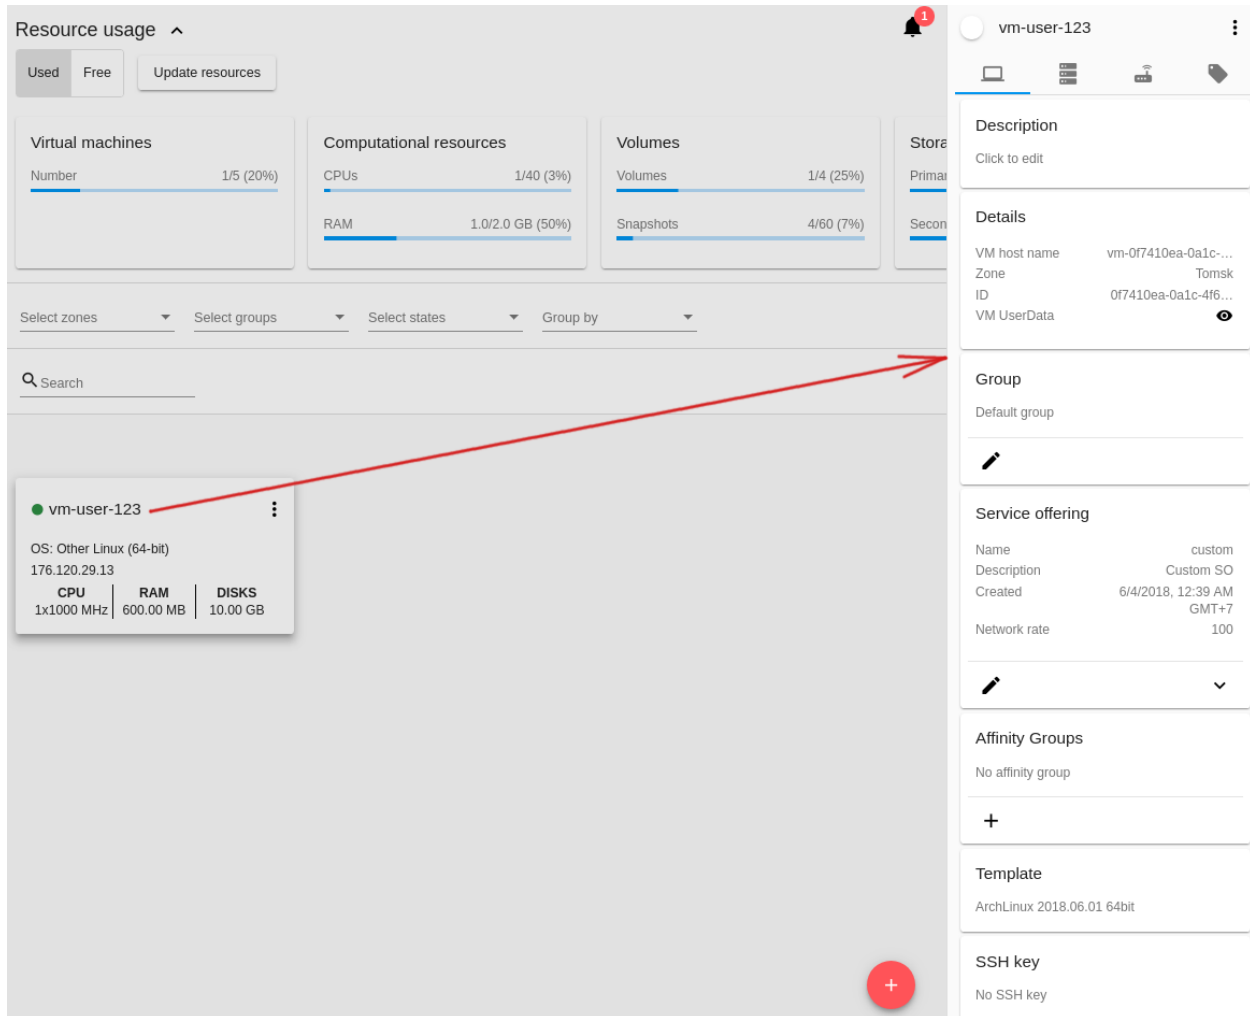 Resource usage
1
Used Free Update resources
Virtual machines
Number 1/5 (20%)
Computational resources
CPUs 1/40 (3%)
RAM 1.0/2.0 GB (50%)
Volumes
Volumes 1/4 (25%)
Snapshots 4/60 (7%)
Stora
Primar
Secon
Select zones Select groups Select states Group by
Search
vm-user-123
OS: Other Linux (64-bit)
176.120.29.13
CPU RAM DISKS
1x1000 MHz 600.00 MB 10.00 GB
+
vm-user-123
Description
Click to edit
Details
VM host name vm-0f7410ea-0a1c-...
Zone Tomsk
ID 0f7410ea-0a1c-4f6...
VM UserData
Group
Default group
Service offering
Name custom
Description Custom SO
Created 6/4/2018, 12:39 AM
GMT+7
Network rate 100
Affinity Groups
No affinity group
+
Template
ArchLinux 2018.06.01 64bit
SSH key
No SSH key